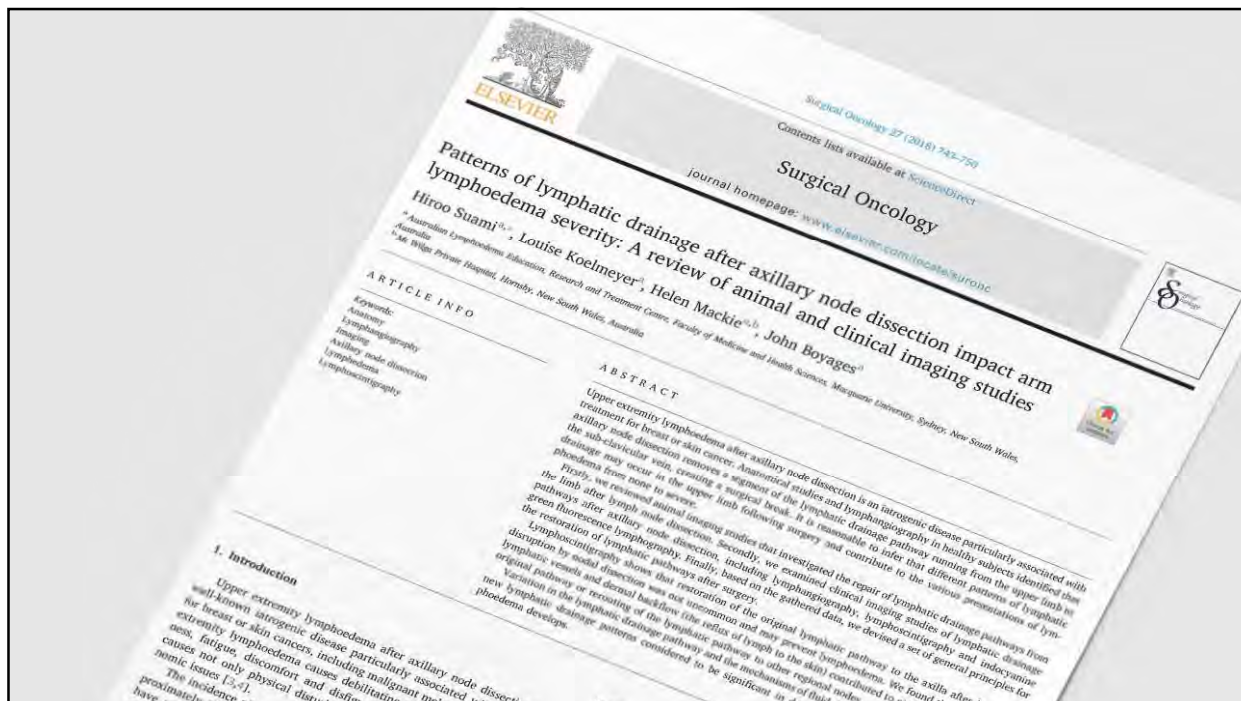 ELSEVIER
Surgical Oncology 27 (2018) 743–750
Contents lists available at ScienceDirect
Surgical Oncology
journal homepage: www.elsevier.com/locate/suronc
Surgical
Oncology
Patterns of lymphatic drainage after axillary node dissection impact arm
lymphoedema severity: A review of animal and clinical imaging studies
Hiroo Suami a,*, Louise Koelmeyer a, Helen Mackie a,b, John Boyages a
a Australian Lymphoedema Education, Research and Treatment Centre, Faculty of Medicine and Health Sciences, Macquarie University, Sydney, New South Wales,
Australia
b Mt Wilga Private Hospital, Hornsby, New South Wales, Australia
ARTICLE INFO
Keywords:
Anatomy
Lymphangiography
Imaging
Axillary node dissection
Lymphedema
Lymphoscintigraphy
ABSTRACT
Upper extremity lymphoedema after axillary node dissection is an iatrogenic disease particularly associated with
treatment for breast or skin cancer. Anatomical studies and lymphangiography in healthy subjects identified that
axillary node dissection removes a segment of the lymphatic drainage pathway running from the upper limb to
the sub-clavicular vein, creating a surgical break. It is reasonable to infer that different patterns of lymphatic
drainage may occur in the upper limb following surgery and contribute to the various presentations of lym-
phoedema from none to severe.
Firstly, we reviewed animal imaging studies that investigated the repair of lymphatic drainage pathways from
the limb after lymph node dissection. Secondly, we examined clinical imaging studies of lymphatic drainage
pathways after axillary node dissection, including lymphangiography, lymphoscintigraphy and indocyanine
green fluorescence lymphography. Finally, based on the gathered data, we devised a set of general principles for
the restoration of lymphatic pathways after surgery.
Lymphoscintigraphy shows that restoration of the original lymphatic pathway to the axilla after
disruption by nodal dissection was not uncommon and may prevent lymphoedema. We found
lymphatic vessels and dermal backflow (the reflux of lymph to the skin) contributed to
original pathway or rerouting of the lymphatic pathway to other regional nodes.
Variation in the lymphatic drainage pathway and the mechanisms of fluid
new lymphatic drainage patterns considered to be significant in
phoedema develops.
1. Introduction
Upper extremity lymphoedema after axillary node
well-known iatrogenic disease particularly associated
for breast or skin cancers, including malignant
extremity lymphoedema causes debilitating
ness, fatigue, discomfort and
causes not only physical
nomic issues [3,4].
The incidence
have